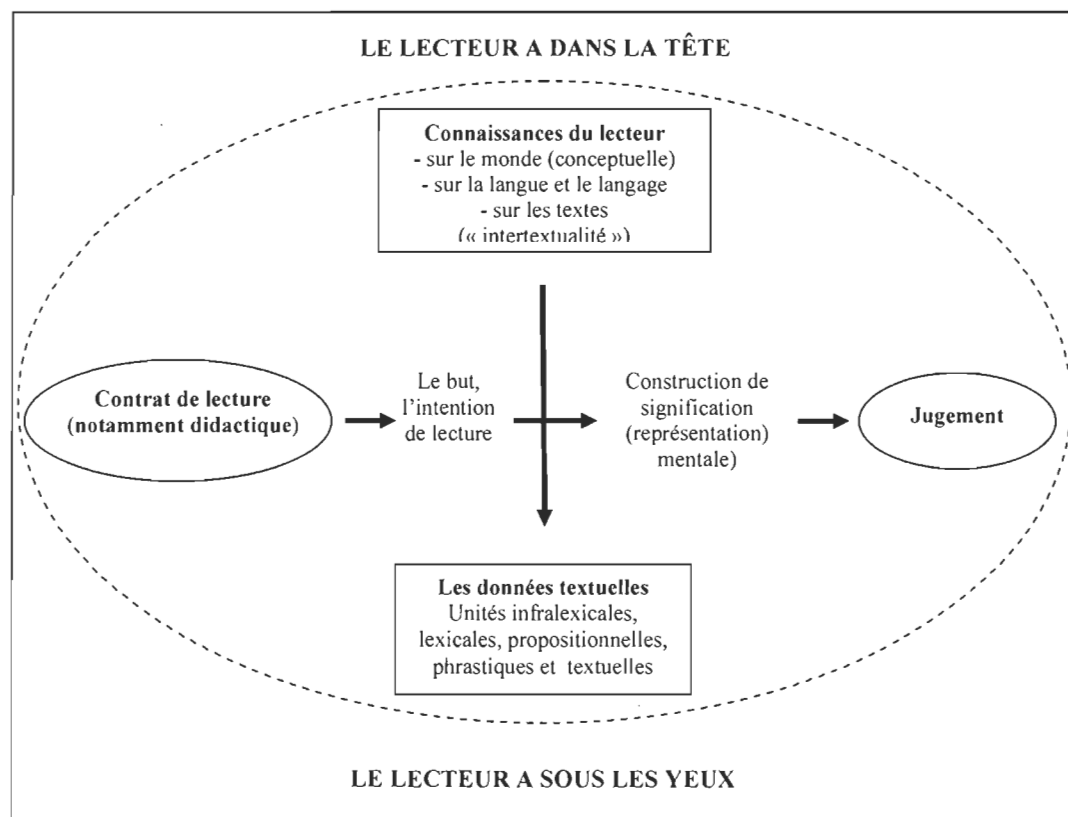 LE LECTEUR A DANS LA TÊTE
Connaissances du lecteur
- sur le monde (conceptuelle)
- sur la langue et le langage
- sur les textes
(« intertextualité »)
Contrat de lecture
(notamment didactique)
Le but,
l'intention
de lecture
Construction de
signification
(représentation)
mentale)
Jugement
Les données textuelles
Unités infralexicales,
lexicales, propositionnelles,
phrastiques et textuelles
LE LECTEUR A SOUS LES YEUX